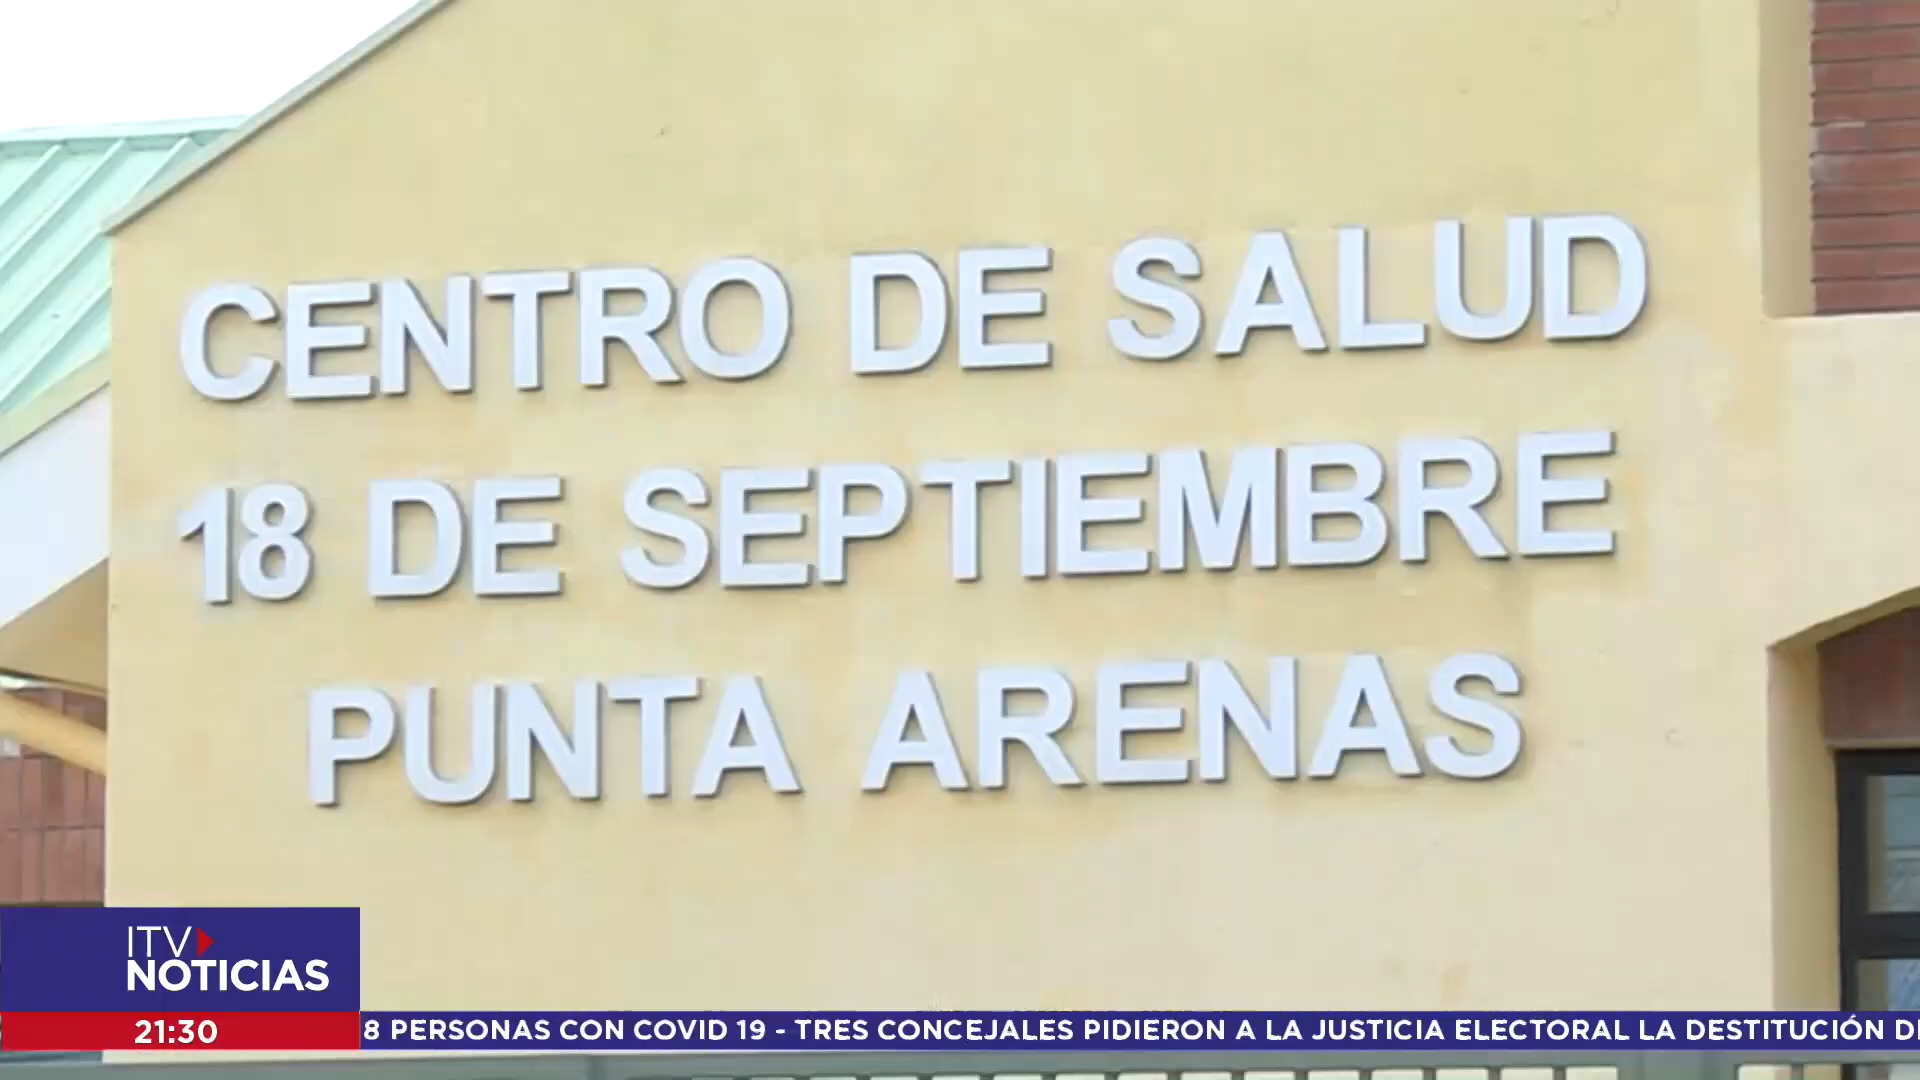 CENTRO DE SALUD
18 DE SEPTIEMBRE
PUNTA ARENAS
ITV
NOTICIAS
21:30
8 PERSONAS CON COVID 19 - TRES CONCEJALES PIDIERON A LA JUSTICIA ELECTORAL LA DESTITUCIÓN